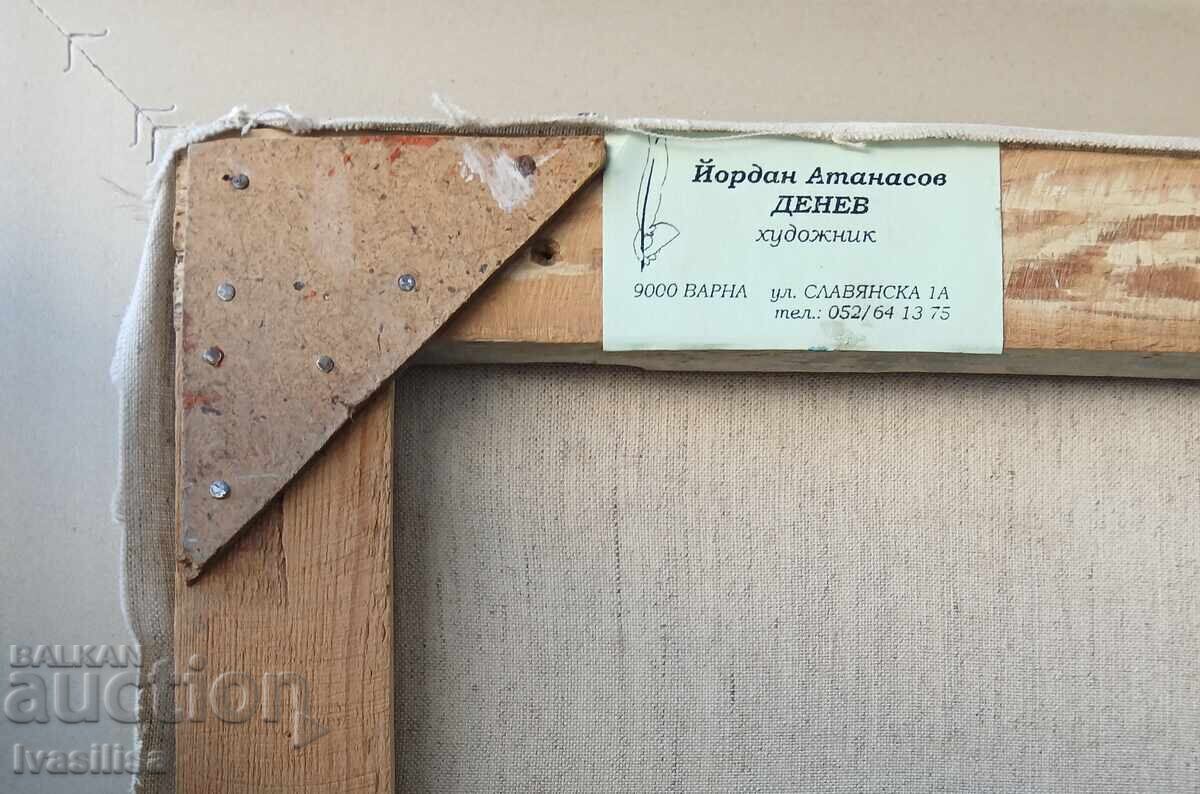 Йордан Атанасов
ДЕНЕВ
художник
9000 ВАРНА ул. СЛАВЯНСКА 1А
тел.: 052/ 64 13 75
BALKAN
auction
Ivasilisa